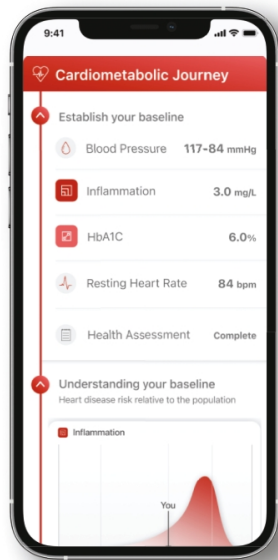 9:41
Cardiometabolic Journey
Establish your baseline
Blood Pressure 117-84 mmHg
Inflammation 3.0 mg/L
HbA1C 6.0%
Resting Heart Rate 84 bpm
Health Assessment Complete
Understanding your baseline
Heart disease risk relative to the population
Inflammation
You